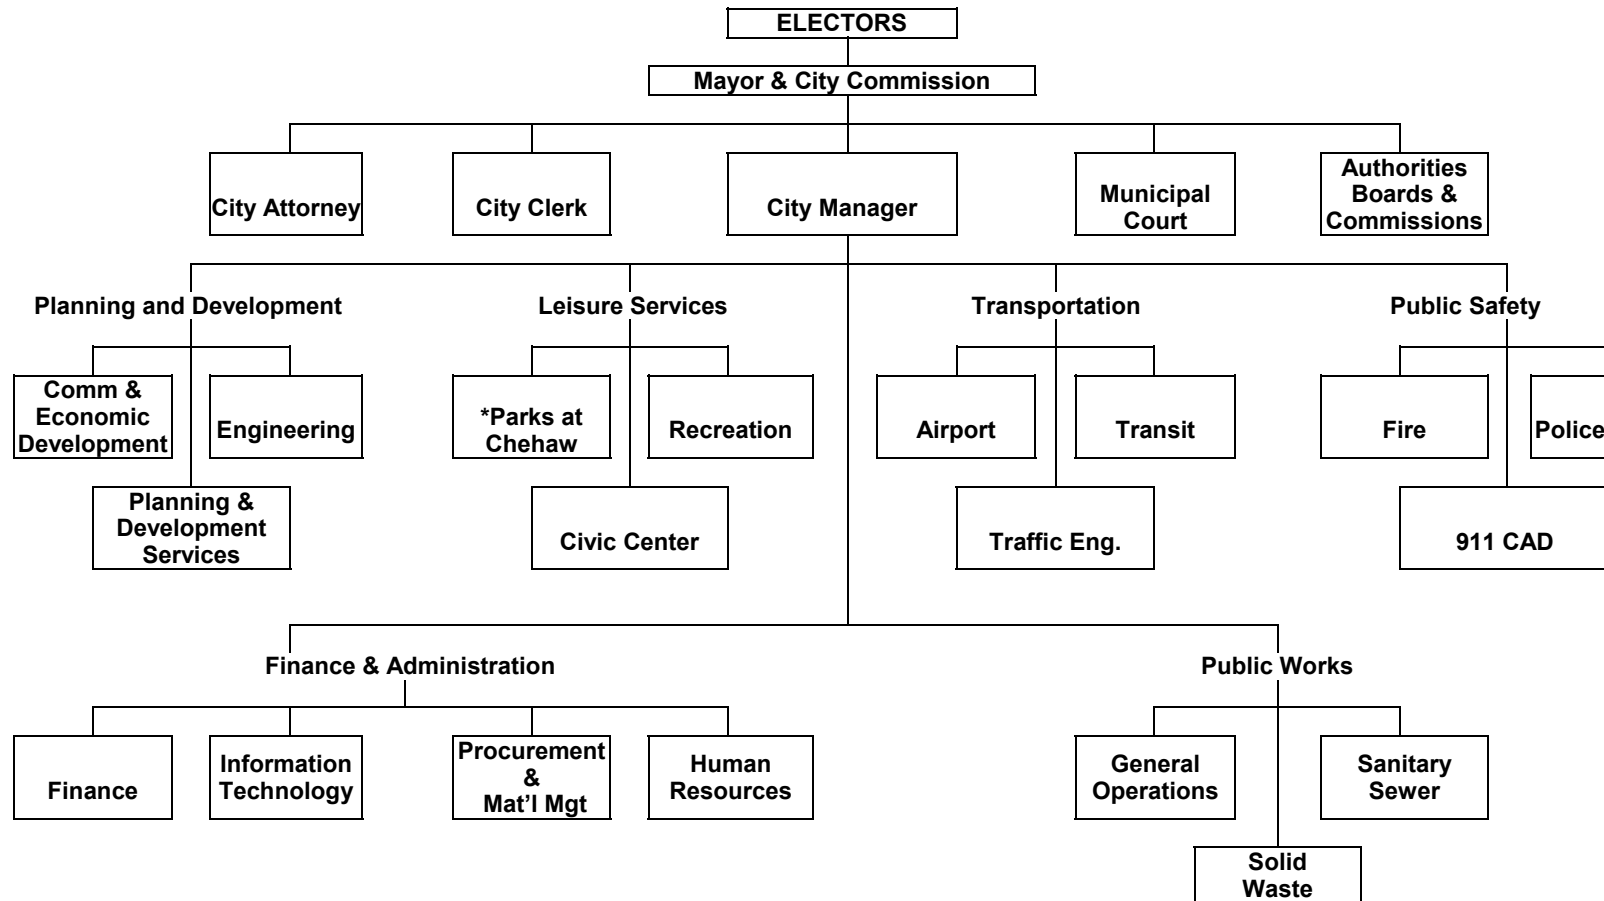 ELECTORS
Mayor & City Commission
City Attorney
City Clerk
City Manager
Municipal
Court
Authorities
Boards &
Commissions
Planning and Development
Leisure Services
Transportation
Public Safety
Comm &
Economic
Development
Engineering
*Parks at
Chehaw
Recreation
Airport
Transit
Fire
Police
Planning &
Development
Services
Civic Center
Traffic Eng.
911 CAD
Finance & Administration
Public Works
Finance
Information
Technology
Procurement
&
Mat’l Mgt
Human
Resources
General
Operations
Sanitary
Sewer
Solid
Waste